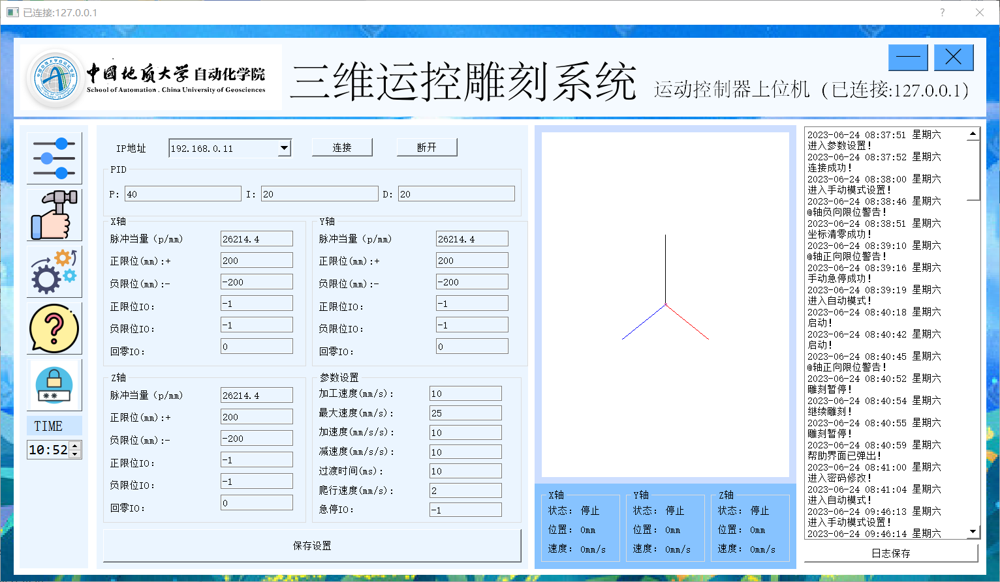 已连接:127.0.0.1
?
中国地质大学自动化学院
School of Automation . China University of Geosciences
三维运控雕刻系统
运动控制器上位机（已连接:127.0.0.1）
TIME
10:52
IP地址
192.168.0.11
连接
断开
PID
P: 40 I: 20 D: 20
X轴
脉冲当量（p/mm） 26214.4
正限位(mm):+ 200
负限位(mm):- -200
正限位IO: -1
负限位IO: -1
回零IO: 0
Y轴
脉冲当量（p/mm） 26214.4
正限位(mm):+ 200
负限位(mm):- -200
正限位IO: -1
负限位IO: -1
回零IO: 0
Z轴
脉冲当量（p/mm） 26214.4
正限位(mm):+ 200
负限位(mm):- -200
正限位IO: -1
负限位IO: -1
回零IO: 0
参数设置
加工速度(mm/s): 10
最大速度(mm/s): 25
加速度(mm/s/s): 10
减速度(mm/s/s): 10
过渡时间(ms): 10
爬行速度(mm/s): 2
急停IO: -1
保存设置
X轴
状态: 停止
位置: 0mm
速度: 0mm/s
Y轴
状态: 停止
位置: 0mm
速度: 0mm/s
Z轴
状态: 停止
位置: 0mm
速度: 0mm/s
2023-06-24 08:37:51 星期六
进入参数设置!
2023-06-24 08:37:52 星期六
连接成功!
2023-06-24 08:38:00 星期六
进入手动模式设置!
2023-06-24 08:38:46 星期六
@轴负向限位警告!
2023-06-24 08:38:51 星期六
坐标清零成功!
2023-06-24 08:39:10 星期六
@轴正向限位警告!
2023-06-24 08:39:16 星期六
手动急停成功!
2023-06-24 08:39:19 星期六
进入自动模式!
2023-06-24 08:40:18 星期六
启动!
2023-06-24 08:40:42 星期六
启动!
2023-06-24 08:40:45 星期六
@轴正向限位警告!
2023-06-24 08:40:52 星期六
雕刻暂停!
2023-06-24 08:40:54 星期六
继续雕刻!
2023-06-24 08:40:55 星期六
雕刻暂停!
2023-06-24 08:40:59 星期六
帮助界面已弹出!
2023-06-24 08:41:00 星期六
进入密码修改!
2023-06-24 08:41:04 星期六
进入自动模式!
2023-06-24 09:46:13 星期六
进入手动模式设置!
2023-06-24 09:46:14 星期六
日志保存